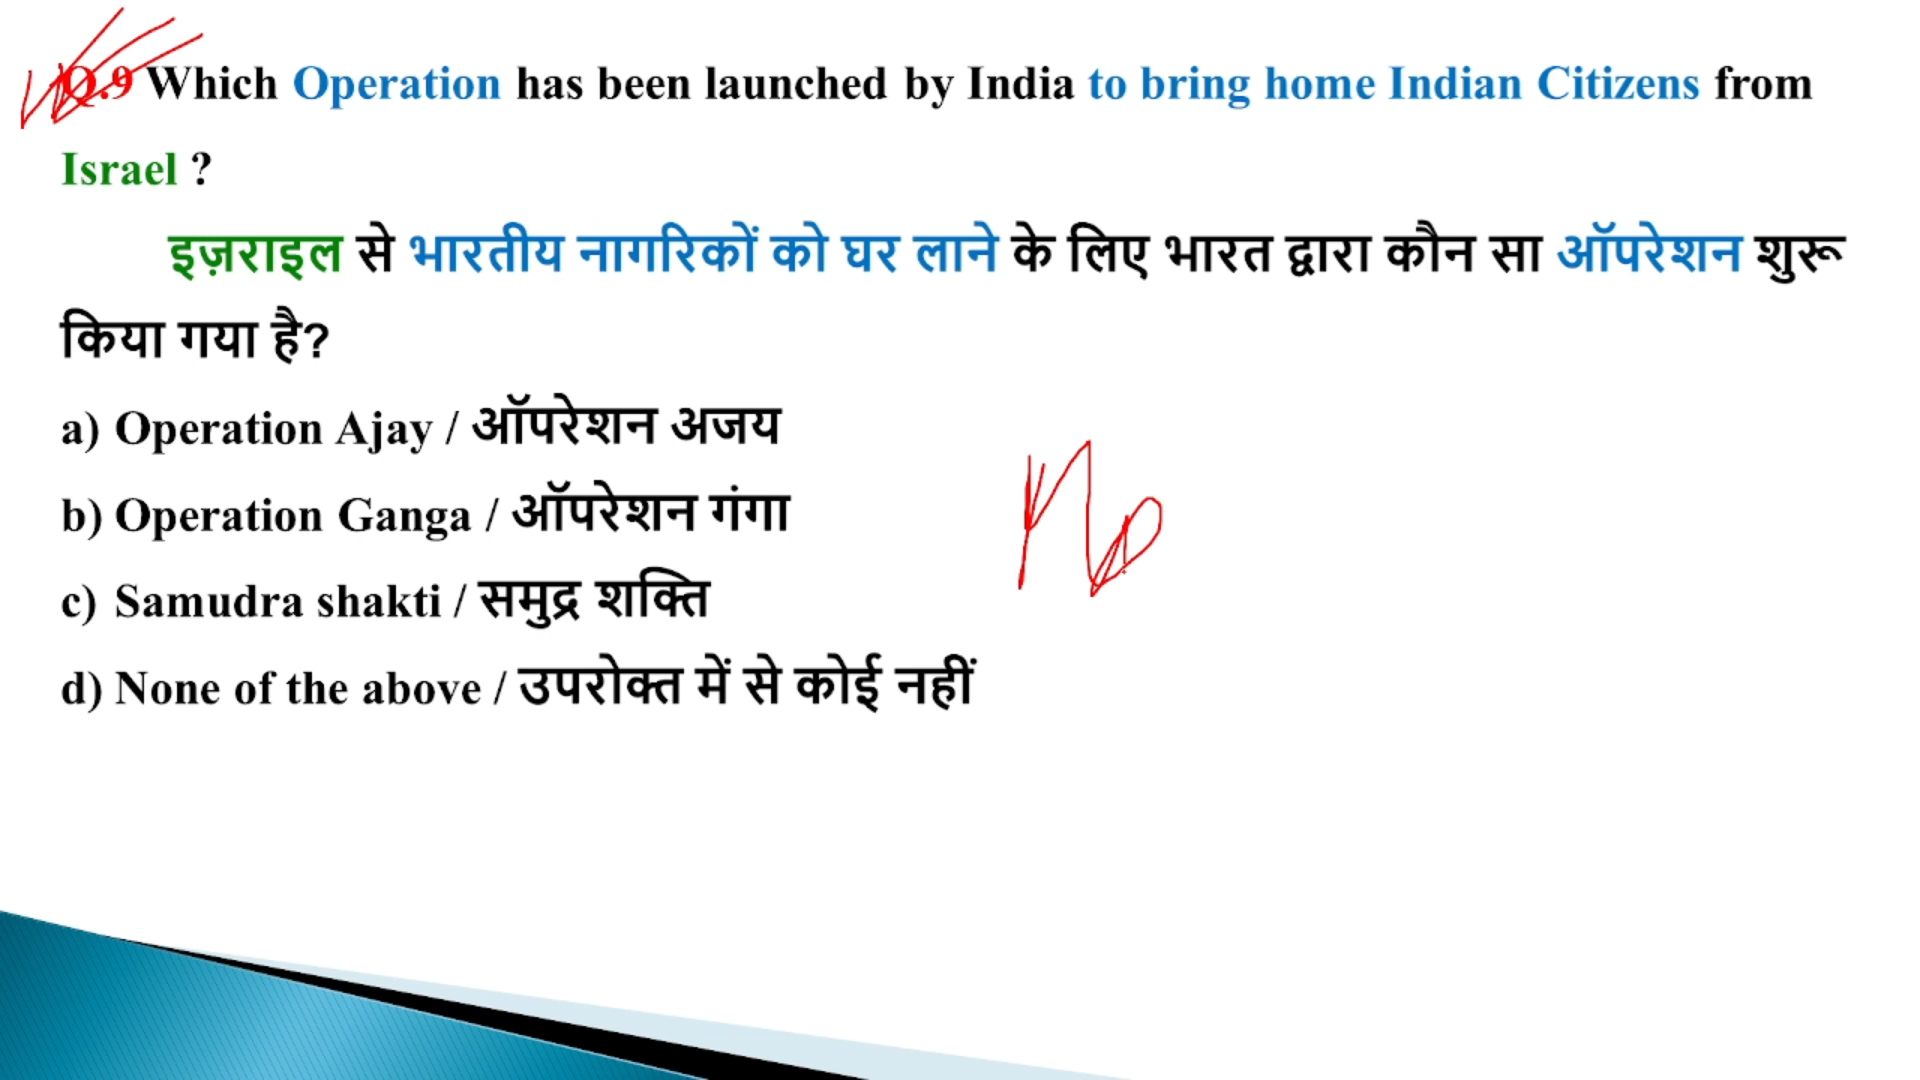 Q.9 Which Operation has been launched by India to bring home Indian Citizens from
Israel ?
इज़राइल से भारतीय नागरिकों को घर लाने के लिए भारत द्वारा कौन सा ऑपरेशन शुरू
किया गया है?
a) Operation Ajay / ऑपरेशन अजय
b) Operation Ganga / ऑपरेशन गंगा
c) Samudra shakti / समुद्र शक्ति
d) None of the above / उपरोक्त में से कोई नहीं